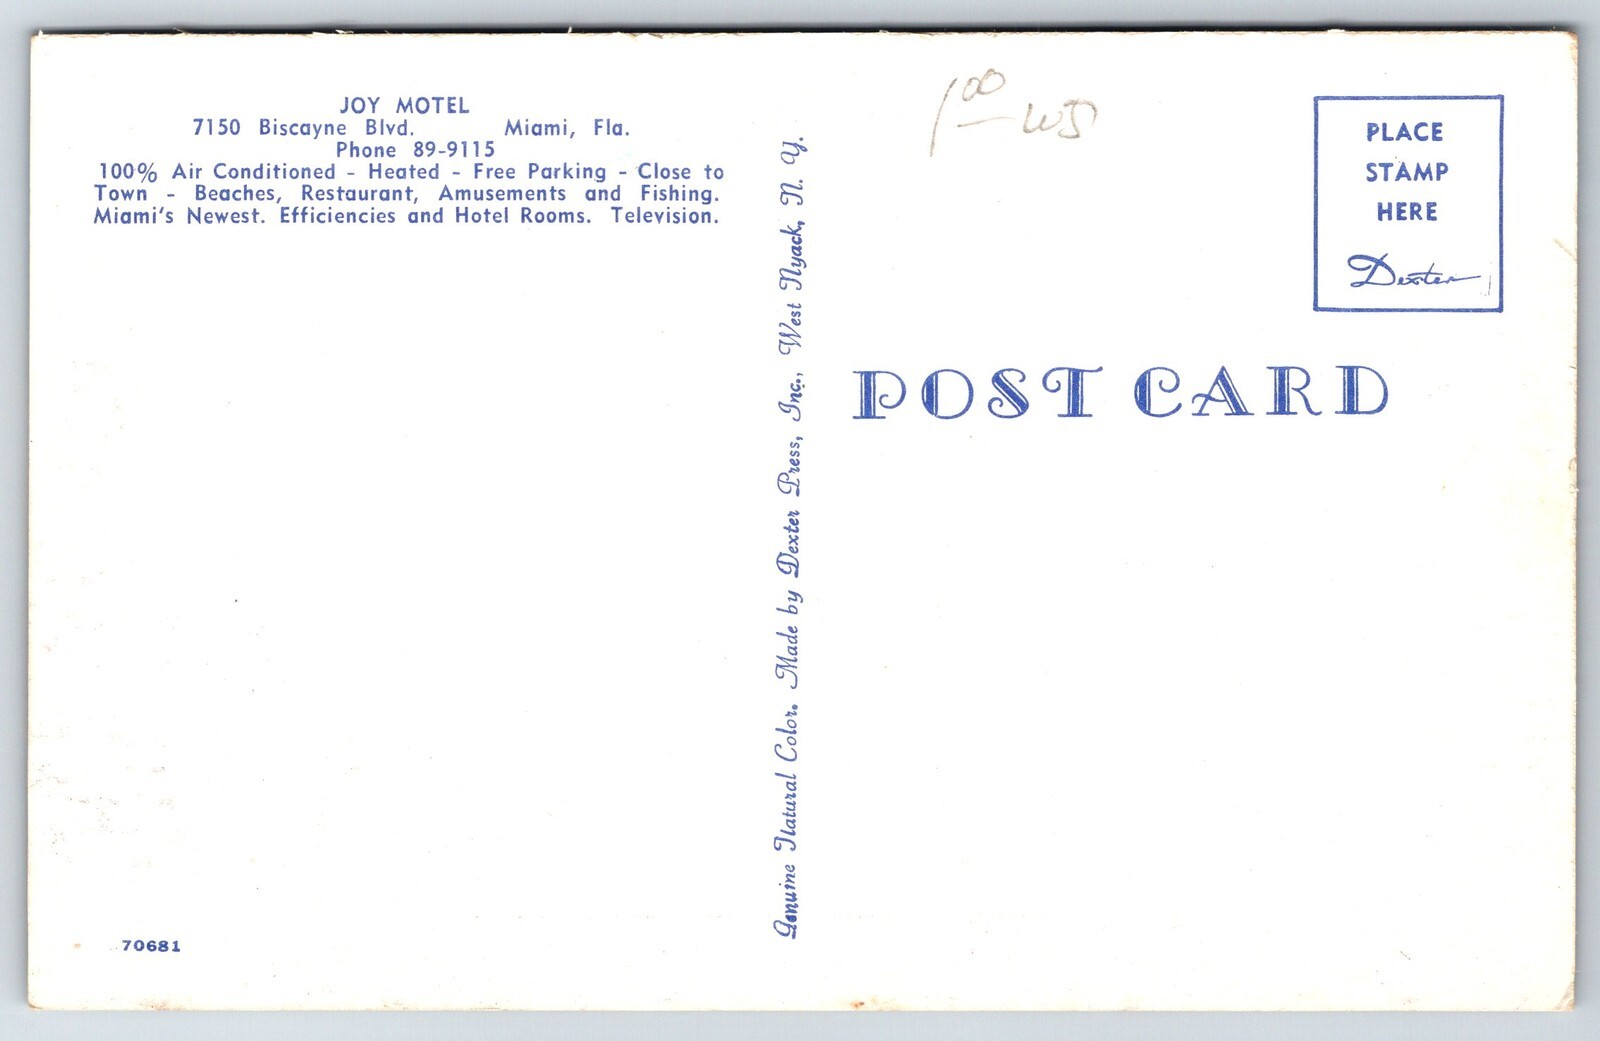 JOY MOTEL
7150 Biscayne Blvd. Miami, Fla.
Phone 89-9115
100% Air Conditioned - Heated - Free Parking - Close to
Town - Beaches, Restaurant, Amusements and Fishing.
Miami's Newest. Efficiencies and Hotel Rooms. Television.
70681
Genuine Natural Color. Made by Dexter Press, Inc., West Nyack, N. Y.
1 00 — WJ
PLACE
STAMP
HERE
Dexter
POST CARD